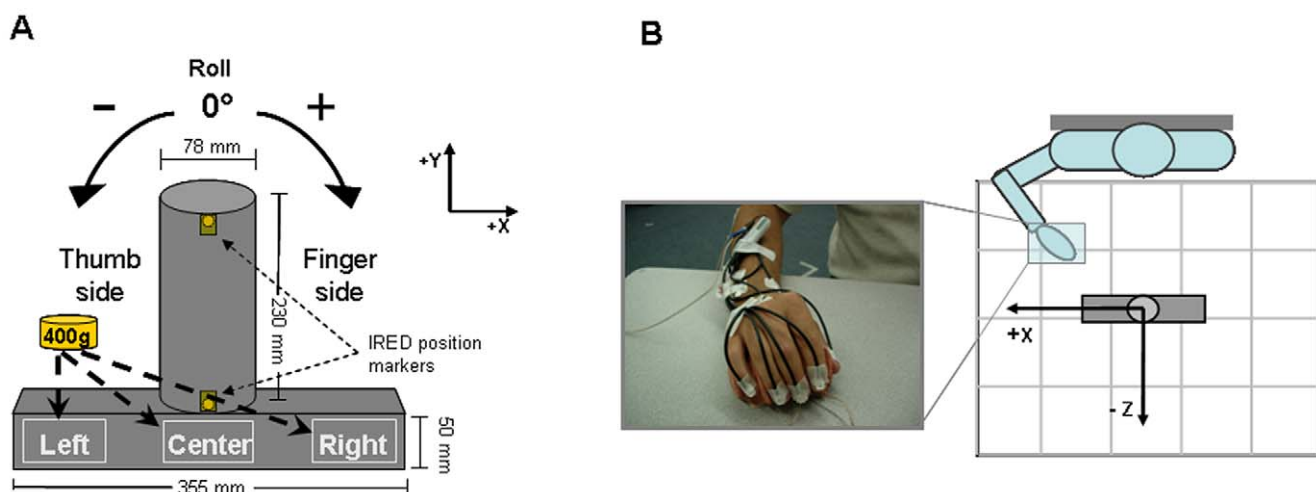 A
Roll
0°
−
+
78 mm
+Y
+X
Thumb
side
Finger
side
230 mm
400g
IRED position
markers
Left
Center
Right
50 mm
355 mm
B
+X
- Z